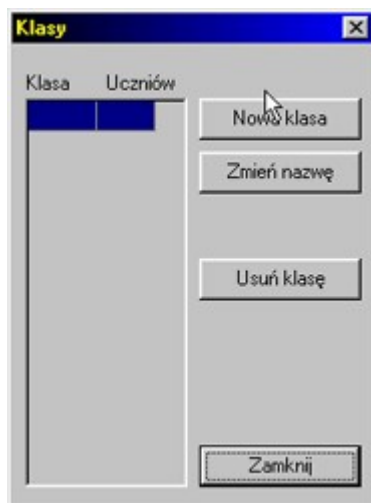 Klasy
Klasa Uczniów
Nowa klasa
Zmień nazwę
Usuń klasę
Zamknij